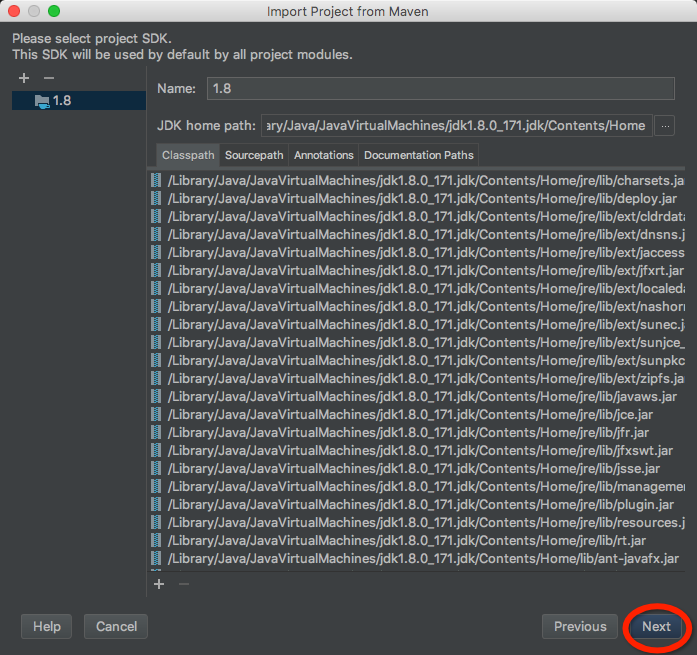 Import Project from Maven
Please select project SDK.
This SDK will be used by default by all project modules.
1.8
Name: 1.8
JDK home path: ary/Java/JavaVirtualMachines/jdk1.8.0_171.jdk/Contents/Home ...
Classpath Sourcepath Annotations Documentation Paths
/Library/Java/JavaVirtualMachines/jdk1.8.0_171.jdk/Contents/Home/jre/lib/charsets.jar
/Library/Java/JavaVirtualMachines/jdk1.8.0_171.jdk/Contents/Home/jre/lib/deploy.jar
/Library/Java/JavaVirtualMachines/jdk1.8.0_171.jdk/Contents/Home/jre/lib/ext/cldrdata
/Library/Java/JavaVirtualMachines/jdk1.8.0_171.jdk/Contents/Home/jre/lib/ext/dnsns.j
/Library/Java/JavaVirtualMachines/jdk1.8.0_171.jdk/Contents/Home/jre/lib/ext/jaccess
/Library/Java/JavaVirtualMachines/jdk1.8.0_171.jdk/Contents/Home/jre/lib/ext/jfxrt.jar
/Library/Java/JavaVirtualMachines/jdk1.8.0_171.jdk/Contents/Home/jre/lib/ext/localeda
/Library/Java/JavaVirtualMachines/jdk1.8.0_171.jdk/Contents/Home/jre/lib/ext/nashorn
/Library/Java/JavaVirtualMachines/jdk1.8.0_171.jdk/Contents/Home/jre/lib/ext/sunec.ja
/Library/Java/JavaVirtualMachines/jdk1.8.0_171.jdk/Contents/Home/jre/lib/ext/sunjce_
/Library/Java/JavaVirtualMachines/jdk1.8.0_171.jdk/Contents/Home/jre/lib/ext/sunpkc
/Library/Java/JavaVirtualMachines/jdk1.8.0_171.jdk/Contents/Home/jre/lib/ext/zipfs.ja
/Library/Java/JavaVirtualMachines/jdk1.8.0_171.jdk/Contents/Home/jre/lib/javaws.jar
/Library/Java/JavaVirtualMachines/jdk1.8.0_171.jdk/Contents/Home/jre/lib/jce.jar
/Library/Java/JavaVirtualMachines/jdk1.8.0_171.jdk/Contents/Home/jre/lib/jfr.jar
/Library/Java/JavaVirtualMachines/jdk1.8.0_171.jdk/Contents/Home/jre/lib/jfxswt.jar
/Library/Java/JavaVirtualMachines/jdk1.8.0_171.jdk/Contents/Home/jre/lib/jsse.jar
/Library/Java/JavaVirtualMachines/jdk1.8.0_171.jdk/Contents/Home/jre/lib/manageme
/Library/Java/JavaVirtualMachines/jdk1.8.0_171.jdk/Contents/Home/jre/lib/plugin.jar
/Library/Java/JavaVirtualMachines/jdk1.8.0_171.jdk/Contents/Home/jre/lib/resources.j
/Library/Java/JavaVirtualMachines/jdk1.8.0_171.jdk/Contents/Home/jre/lib/rt.jar
/Library/Java/JavaVirtualMachines/jdk1.8.0_171.jdk/Contents/Home/lib/ant-javafx.jar
Help Cancel Previous Next